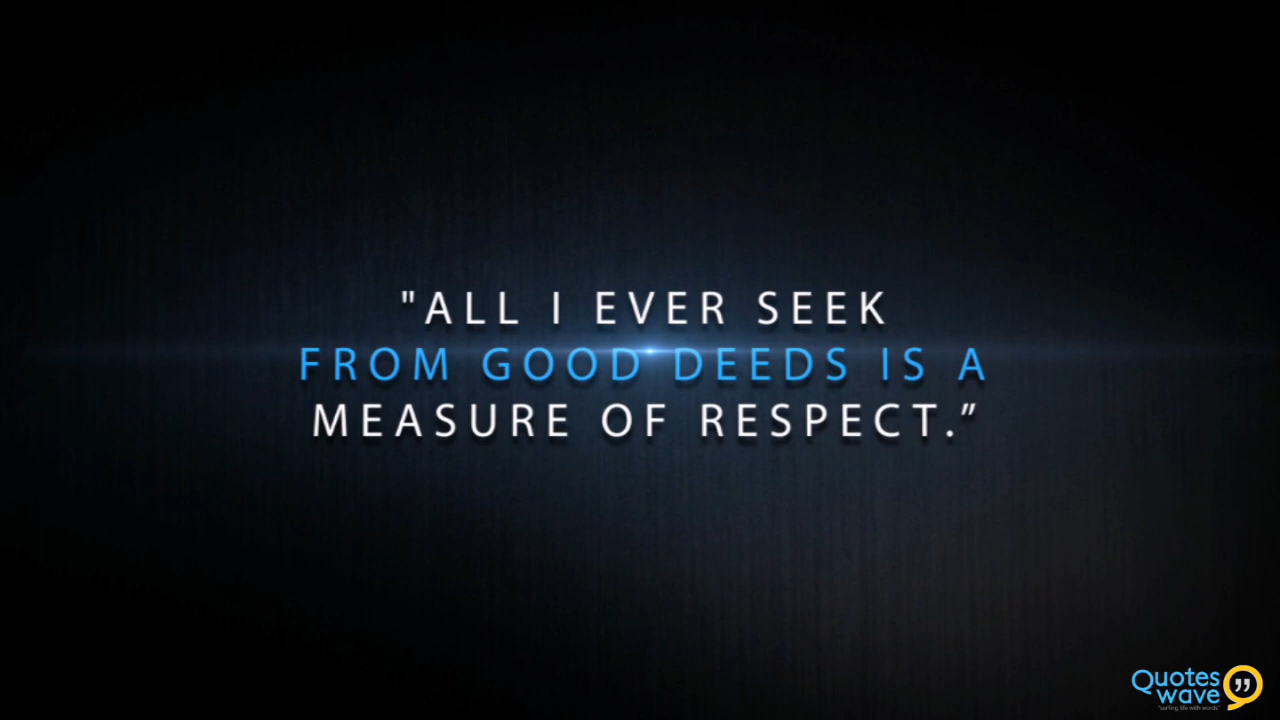 "ALL I EVER SEEK
FROM GOOD DEEDS IS A
MEASURE OF RESPECT.”
Quotes
wave
"surfing life with words"